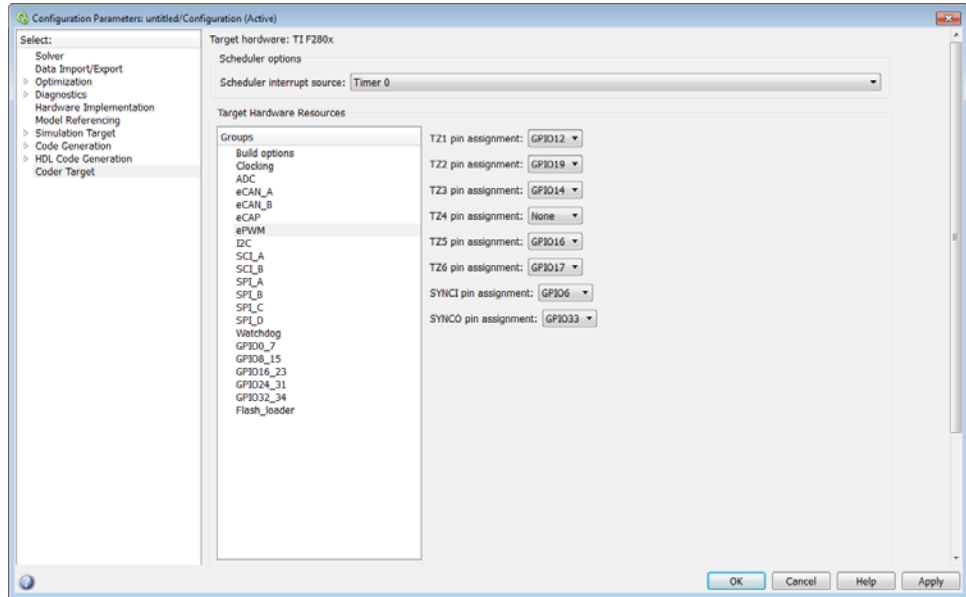 Configuration Parameters: untitled/Configuration (Active)
Select:
Solver
Data Import/Export
Optimization
Diagnostics
Hardware Implementation
Model Referencing
Simulation Target
Code Generation
HDL Code Generation
Coder Target
Target hardware: TI F280x
Scheduler options
Scheduler interrupt source: Timer 0
Target Hardware Resources
Groups
Build options
Clocking
ADC
eCAN_A
eCAN_B
eCAP
ePWM
I2C
SCI_A
SCI_B
SPI_A
SPI_B
SPI_C
SPI_D
Watchdog
GPIO0_7
GPIO8_15
GPIO16_23
GPIO24_31
GPIO32_34
Flash_loader
TZ1 pin assignment: GPIO12
TZ2 pin assignment: GPIO19
TZ3 pin assignment: GPIO14
TZ4 pin assignment: None
TZ5 pin assignment: GPIO16
TZ6 pin assignment: GPIO17
SYNCI pin assignment: GPIO6
SYNCO pin assignment: GPIO33
OK Cancel Help Apply